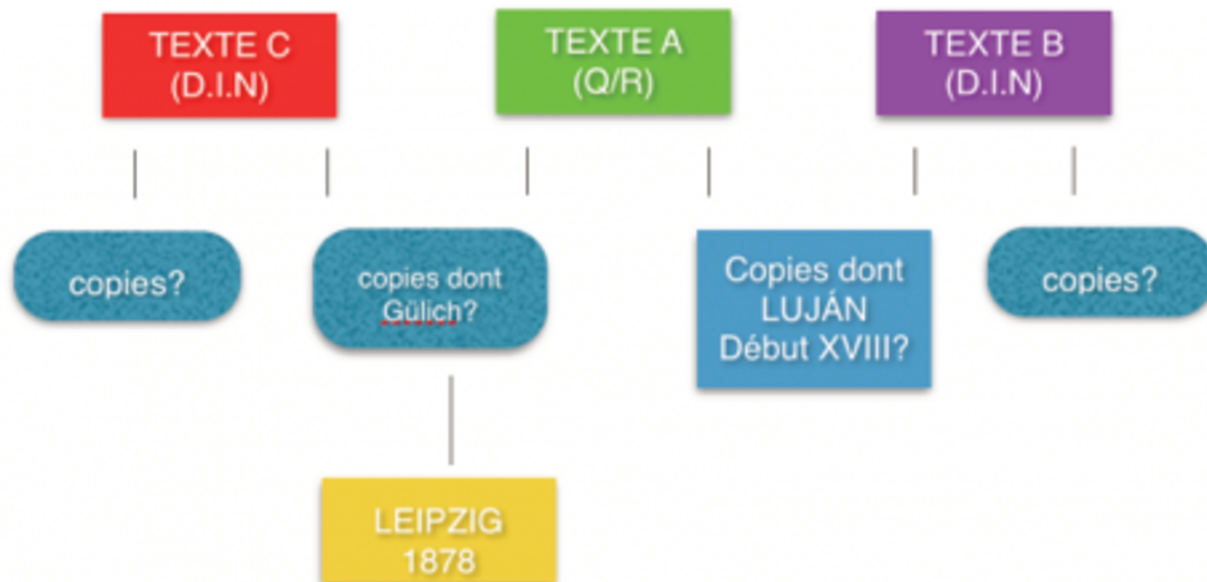 TEXTE C
(D.I.N)
TEXTE A
(Q/R)
TEXTE B
(D.I.N)
copies?
copies dont
Gülich?
Copies dont
LUJÁN
Début XVIII?
copies?
LEIPZIG
1878